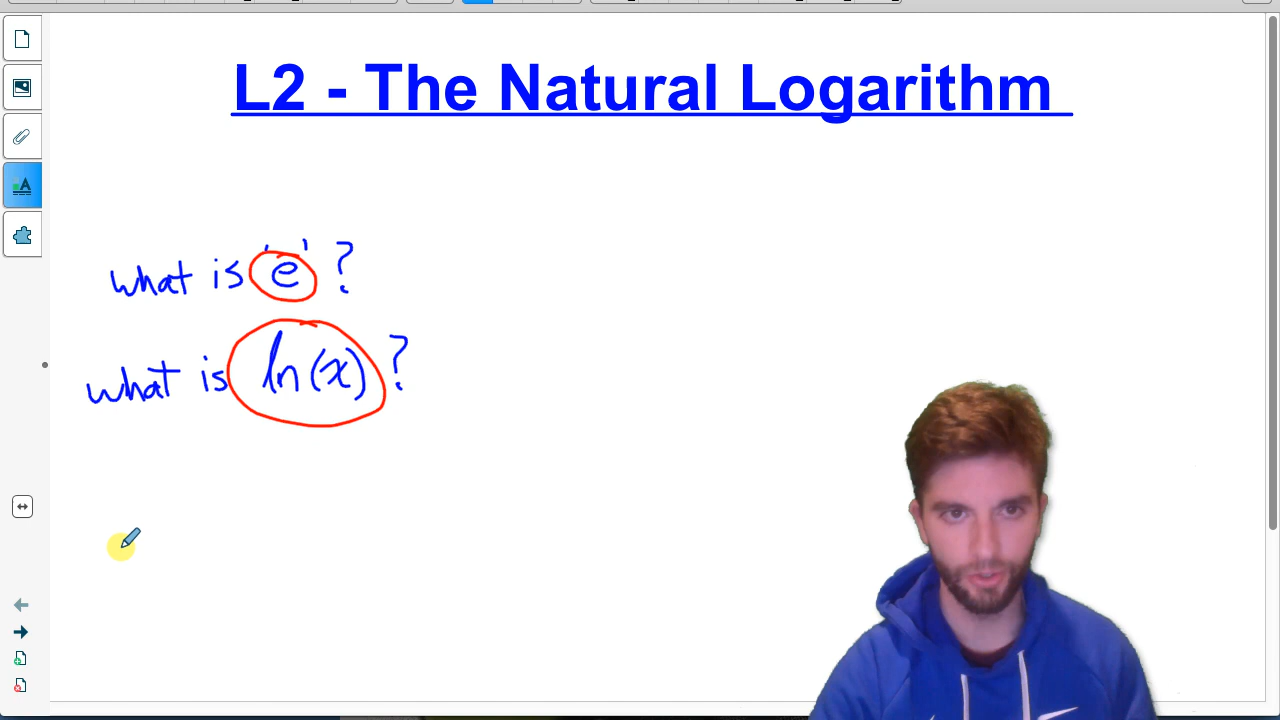 L2 - The Natural Logarithm
what is 'e' ?
what is ln(x) ?